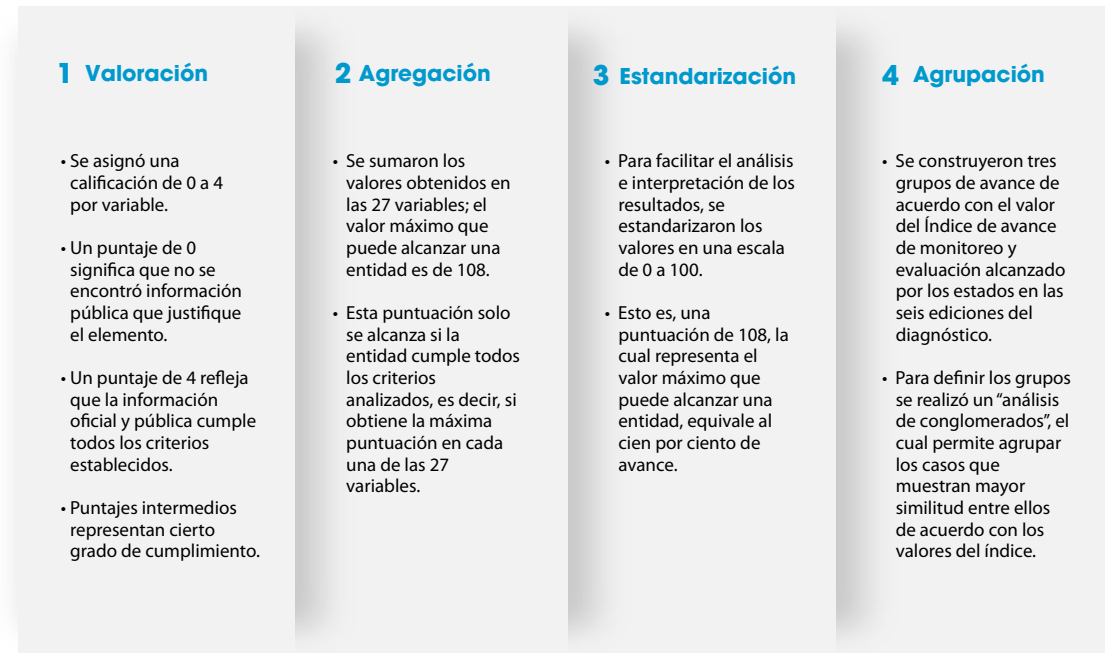 1 Valoración
• Se asignó una
calificación de 0 a 4
por variable.
• Un puntaje de 0
significa que no se
encontró información
pública que justifique
el elemento.
• Un puntaje de 4 refleja
que la información
oficial y pública cumple
todos los criterios
establecidos.
• Puntajes intermedios
representan cierto
grado de cumplimiento.
2 Agregación
• Se sumaron los
valores obtenidos en
las 27 variables; el
valor máximo que
puede alcanzar una
entidad es de 108.
• Esta puntuación solo
se alcanza si la
entidad cumple todos
los criterios
analizados, es decir, si
obtiene la máxima
puntuación en cada
una de las 27
variables.
3 Estandarización
• Para facilitar el análisis
e interpretación de los
resultados, se
estandarizaron los
valores en una escala
de 0 a 100.
• Esto es, una
puntuación de 108, la
cual representa el
valor máximo que
puede alcanzar una
entidad, equivale al
cien por ciento de
avance.
4 Agrupación
• Se construyeron tres
grupos de avance de
acuerdo con el valor
del Índice de avance
de monitoreo y
evaluación alcanzado
por los estados en las
seis ediciones del
diagnóstico.
• Para definir los grupos
se realizó un “análisis
de conglomerados”, el
cual permite agrupar
los casos que
muestran mayor
similitud entre ellos
de acuerdo con los
valores del índice.